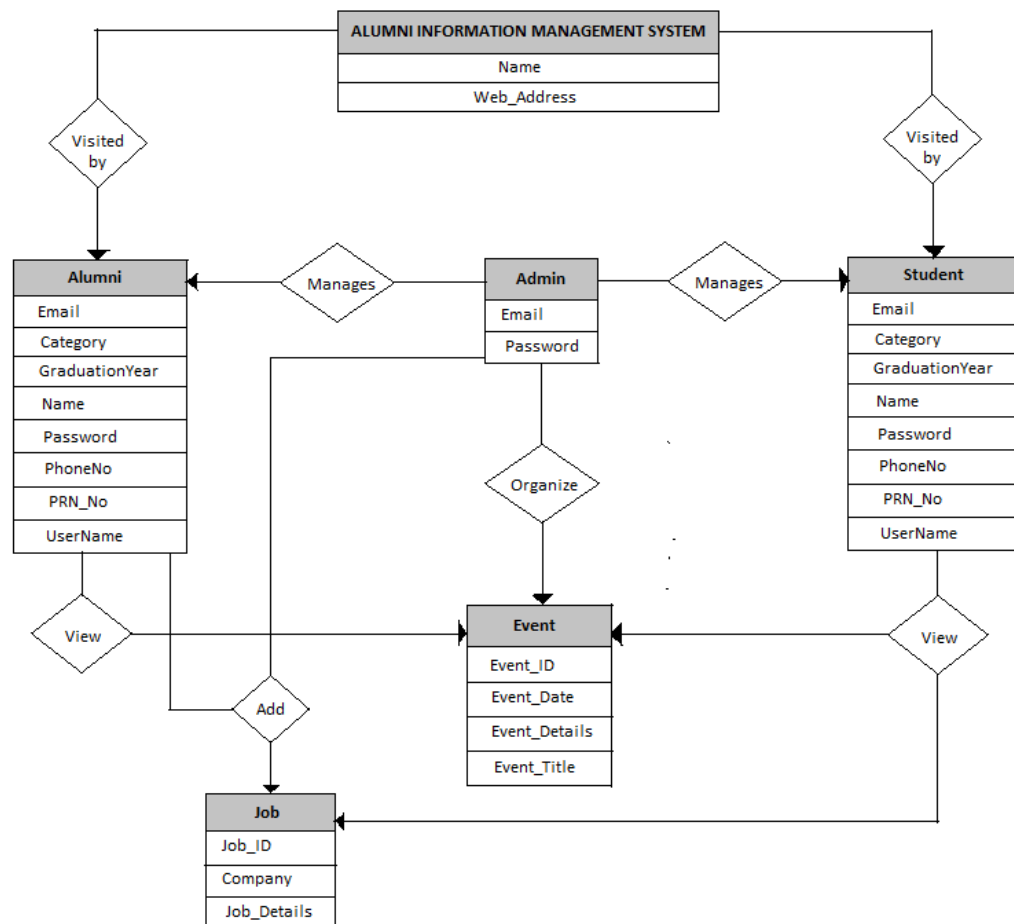 ALUMNI INFORMATION MANAGEMENT SYSTEM
Name
Web_Address
Visited
by
Visited
by
Alumni
Email
Category
GraduationYear
Name
Password
PhoneNo
PRN_No
UserName
Manages
Admin
Email
Password
Manages
Student
Email
Category
GraduationYear
Name
Password
PhoneNo
PRN_No
UserName
Organize
View
Event
Event_ID
Event_Date
Event_Details
Event_Title
View
Add
Job
Job_ID
Company
Job_Details